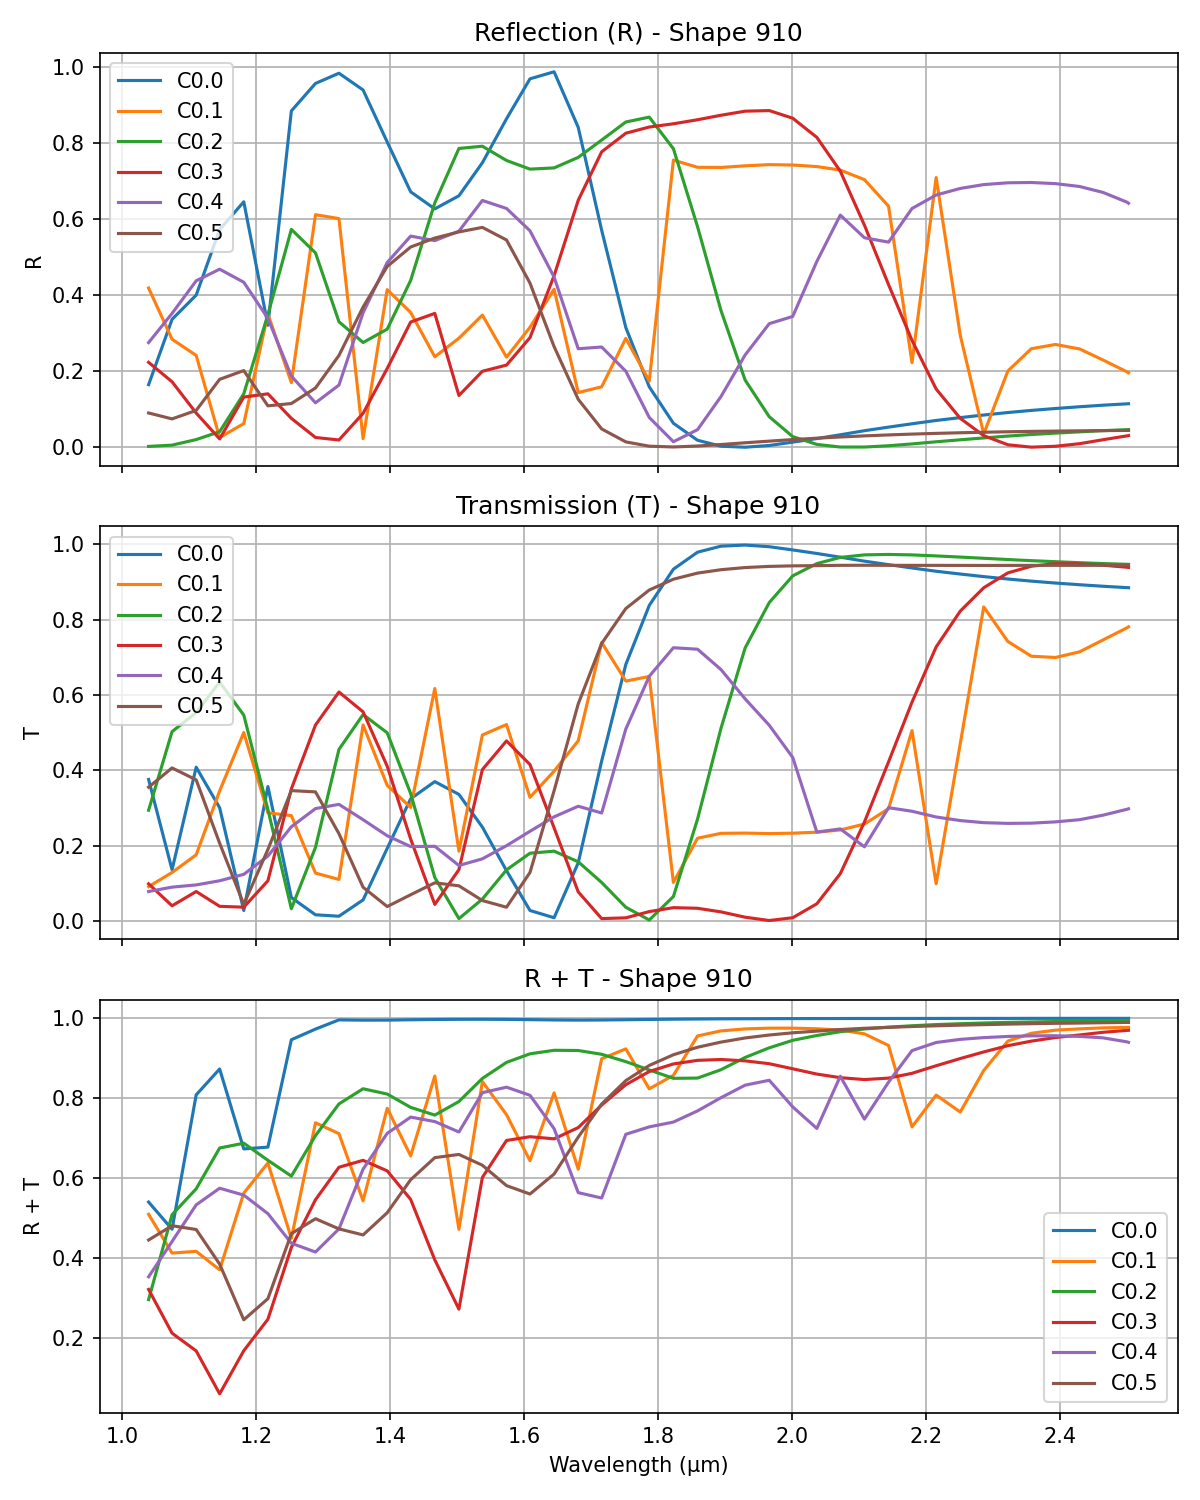 Reflection (R) - Shape 910
1.0
0.8
0.6
0.4
0.2
0.0
R
C0.0
C0.1
C0.2
C0.3
C0.4
C0.5
Transmission (T) - Shape 910
1.0
0.8
0.6
0.4
0.2
0.0
T
C0.0
C0.1
C0.2
C0.3
C0.4
C0.5
R + T - Shape 910
1.0
0.8
0.6
0.4
0.2
R + T
C0.0
C0.1
C0.2
C0.3
C0.4
C0.5
1.0 1.2 1.4 1.6 1.8 2.0 2.2 2.4
Wavelength (µm)